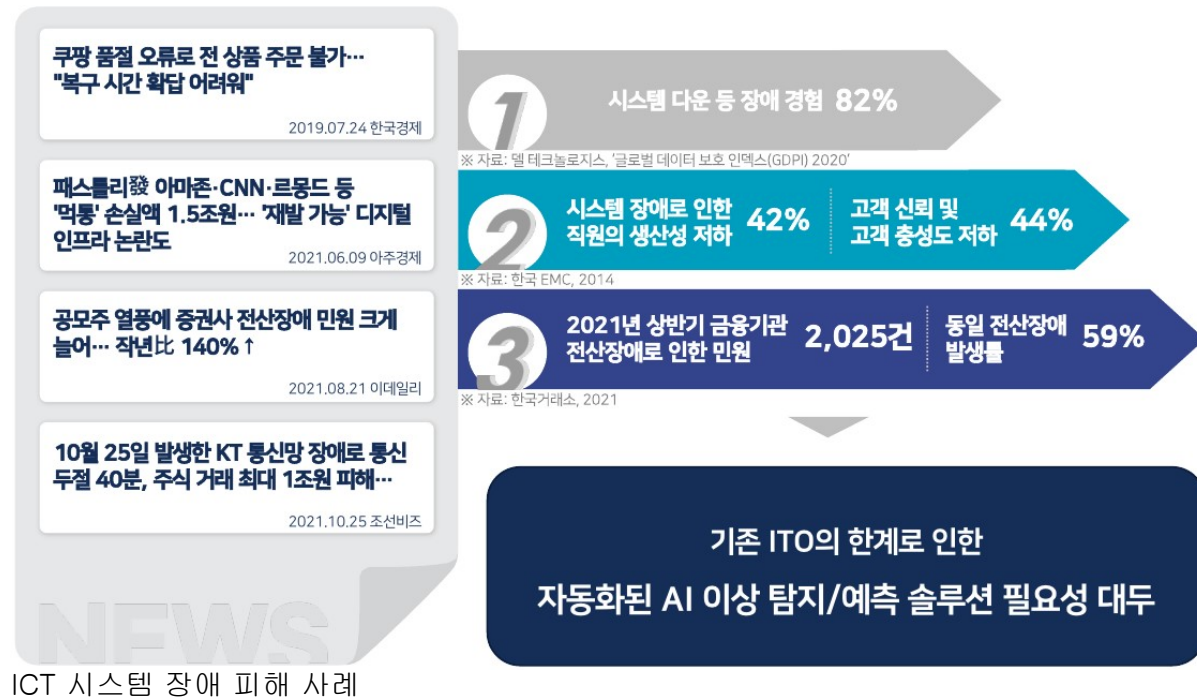 쿠팡 품절 오류로 전 상품 주문 불가…
"복구 시간 확답 어려워"
2019.07.24 한국경제
패스틀리發 아마존·CNN·르몽드 등
'먹통' 손실액 1.5조원… '재발 가능' 디지털
인프라 논란도
2021.06.09 아주경제
공모주 열풍에 증권사 전산장애 민원 크게
늘어… 작년比 140%↑
2021.08.21 이데일리
10월 25일 발생한 KT 통신망 장애로 통신
두절 40분, 주식 거래 최대 1조원 피해…
2021.10.25 조선비즈
NEWS
1
시스템 다운 등 장애 경험 82%
※ 자료: 델 테크놀로지스, '글로벌 데이터 보호 인덱스(GDPI) 2020'
2
시스템 장애로 인한
직원의 생산성 저하 42%
고객 신뢰 및
고객 충성도 저하 44%
※ 자료: 한국 EMC, 2014
3
2021년 상반기 금융기관
전산장애로 인한 민원 2,025건
동일 전산장애
발생률 59%
※ 자료: 한국거래소, 2021
기존 ITO의 한계로 인한
자동화된 AI 이상 탐지/예측 솔루션 필요성 대두
ICT 시스템 장애 피해 사례